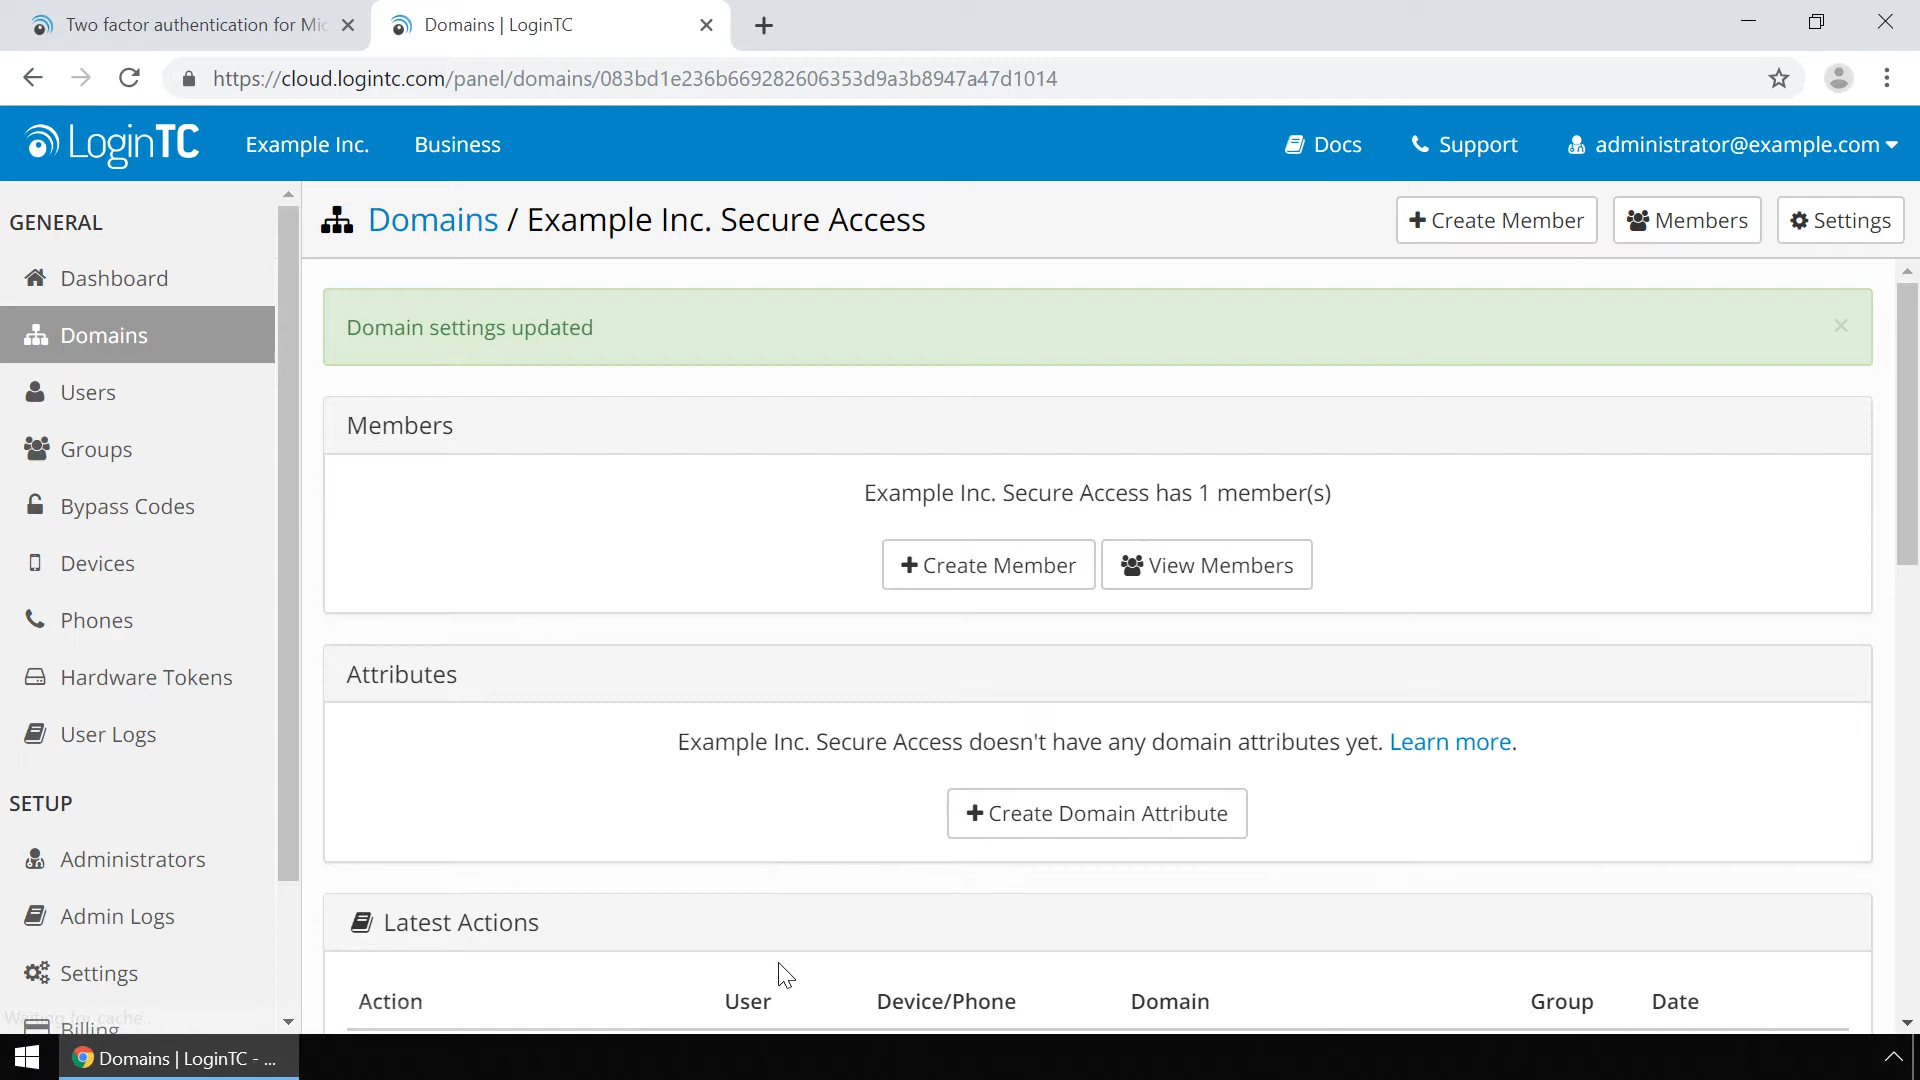 Two factor authentication for Mic
Domains | LoginTC
https://cloud.logintc.com/panel/domains/083bd1e236b669282606353d9a3b8947a47d1014
LoginTC
Example Inc.
Business
Docs
Support
administrator@example.com
GENERAL
Dashboard
Domains
Users
Groups
Bypass Codes
Devices
Phones
Hardware Tokens
User Logs
SETUP
Administrators
Admin Logs
Settings
Billing
Waiting for cache...
Domains / Example Inc. Secure Access
Create Member
Members
Settings
Domain settings updated
Members
Example Inc. Secure Access has 1 member(s)
Create Member
View Members
Attributes
Example Inc. Secure Access doesn't have any domain attributes yet. Learn more.
Create Domain Attribute
Latest Actions
Action
User
Device/Phone
Domain
Group
Date
Domains | LoginTC - ...